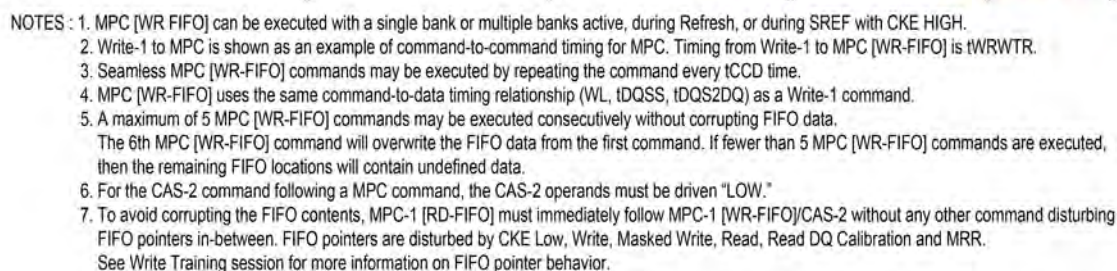 NOTES : 1. MPC [WR FIFO] can be executed with a single bank or multiple banks active, during Refresh, or during SREF with CKE HIGH.
2. Write-1 to MPC is shown as an example of command-to-command timing for MPC. Timing from Write-1 to MPC [WR-FIFO] is tWRWTR.
3. Seamless MPC [WR-FIFO] commands may be executed by repeating the command every tCCD time.
4. MPC [WR-FIFO] uses the same command-to-data timing relationship (WL, tDQSS, tDQS2DQ) as a Write-1 command.
5. A maximum of 5 MPC [WR-FIFO] commands may be executed consecutively without corrupting FIFO data.
The 6th MPC [WR-FIFO] command will overwrite the FIFO data from the first command. If fewer than 5 MPC [WR-FIFO] commands are executed,
then the remaining FIFO locations will contain undefined data.
6. For the CAS-2 command following a MPC command, the CAS-2 operands must be driven “LOW.”
7. To avoid corrupting the FIFO contents, MPC-1 [RD-FIFO] must immediately follow MPC-1 [WR-FIFO]/CAS-2 without any other command disturbing
FIFO pointers in-between. FIFO pointers are disturbed by CKE Low, Write, Masked Write, Read, Read DQ Calibration and MRR.
See Write Training session for more information on FIFO pointer behavior.